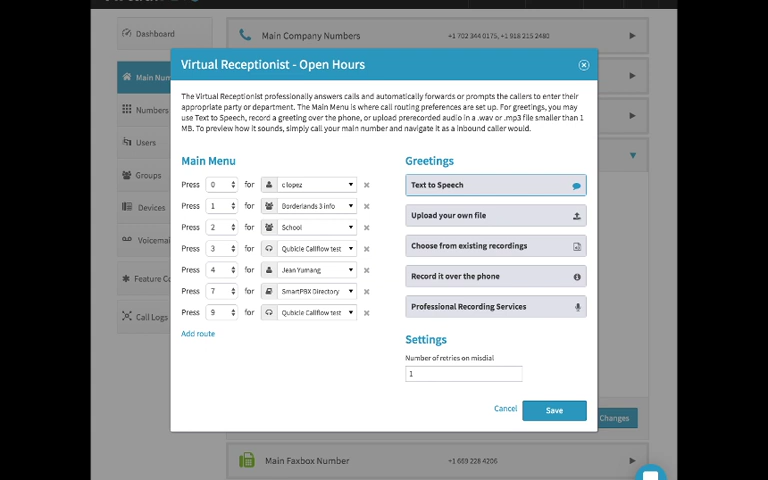 Dashboard
Main Company Numbers
+1 702 344 0175, +1 916 215 2480
Virtual Receptionist - Open Hours
Main Num
Numbers
Users
Groups
Devices
Voicemai
Feature Co
Call Logs
The Virtual Receptionist professionally answers calls and automatically forwards or prompts the callers to enter their
appropriate party or department. The Main Menu is where call routing preferences are set up. For greetings, you may
use Text to Speech, record a greeting over the phone, or upload prerecorded audio in a .wav or .mp3 file smaller than 1
MB. To preview how it sounds, simply call your main number and navigate it as a inbound caller would.
Main Menu
Press 0 for c lopez
Press 1 for Borderlands 3 info
Press 2 for School
Press 3 for Qubicle Callflow test
Press 4 for Jean Yumang
Press 7 for SmartPBX Directory
Press 9 for Qubicle Callflow test
Add route
Greetings
Text to Speech
Upload your own file
Choose from existing recordings
Record it over the phone
Professional Recording Services
Settings
Number of retries on misdial
1
Cancel
Save
Changes
Main Faxbox Number
+1 669 228 4206